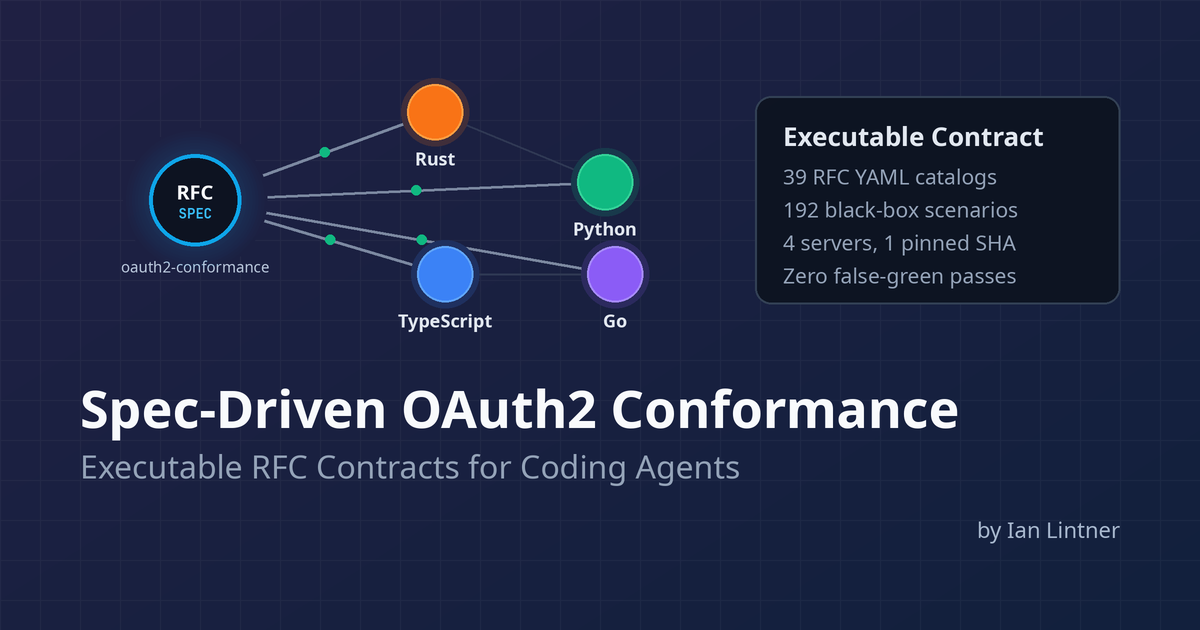 RFC
SPEC
oauth2-conformance
Rust
Python
TypeScript
Go
Executable Contract
39 RFC YAML catalogs
192 black-box scenarios
4 servers, 1 pinned SHA
Zero false-green passes
Spec-Driven OAuth2 Conformance
Executable RFC Contracts for Coding Agents
by Ian Lintner